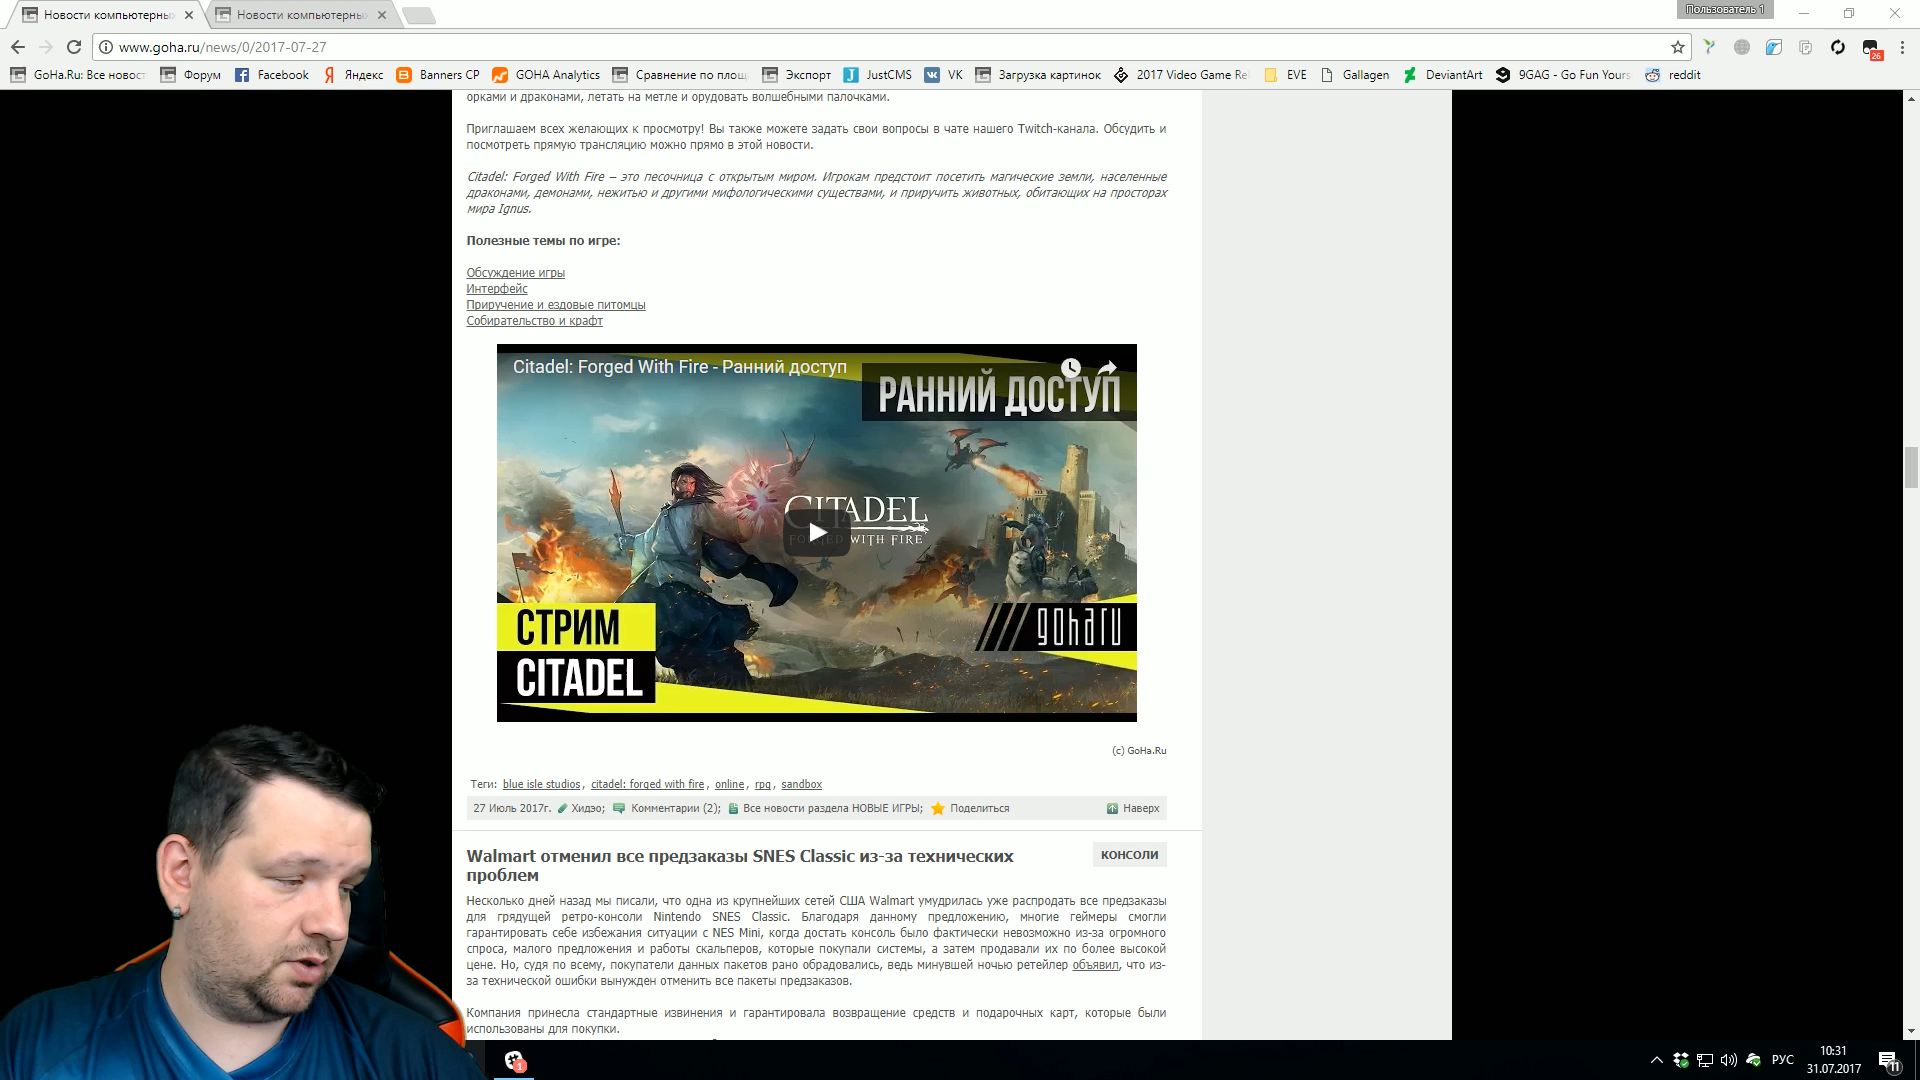 Новости компьютерны
Новости компьютерны
Пользователь 1
www.goha.ru/news/0/2017-07-27
26
GoHa.Ru: Все новост
Форум
Facebook
Яндекс
Banners CP
GOHA Analytics
Сравнение по площ
Экспорт
JustCMS
VK
Загрузка картинок
2017 Video Game Rel
EVE
Gallagen
DeviantArt
9GAG - Go Fun Yours
reddit
орками и драконами, летать на метле и орудовать волшебными палочками.
Приглашаем всех желающих к просмотру! Вы также можете задать свои вопросы в чате нашего Twitch-канала. Обсудить и
посмотреть прямую трансляцию можно прямо в этой новости.
Citadel: Forged With Fire – это песочница с открытым миром. Игрокам предстоит посетить магические земли, населенные
драконами, демонами, нежитью и другими мифологическими существами, и приручить животных, обитающих на просторах
мира Ignus.
Полезные темы по игре:
Обсуждение игры
Интерфейс
Приручение и ездовые питомцы
Собирательство и крафт
Citadel: Forged With Fire - Ранний доступ
РАННИЙ ДОСТУП
CITADEL
FORGED WITH FIRE
СТРИМ
CITADEL
goharu
(c) GoHa.Ru
Теги: blue isle studios, citadel: forged with fire, online, rpg, sandbox
27 Июль 2017г. Хидэо; Комментарии (2); Все новости раздела НОВЫЕ ИГРЫ; Поделиться Наверх
Walmart отменил все предзаказы SNES Classic из-за технических
проблем
КОНСОЛИ
Несколько дней назад мы писали, что одна из крупнейших сетей США Walmart умудрилась уже распродать все предзаказы
для грядущей ретро-консоли Nintendo SNES Classic. Благодаря данному предложению, многие геймеры смогли
гарантировать себе избежания ситуации с NES Mini, когда достать консоль было фактически невозможно из-за огромного
спроса, малого предложения и работы скальперов, которые покупали системы, а затем продавали их по более высокой
цене. Но, судя по всему, покупатели данных пакетов рано обрадовались, ведь минувшей ночью ретейлер объявил, что из-
за технической ошибки вынужден отменить все пакеты предзаказов.
Компания принесла стандартные извинения и гарантировала возвращение средств и подарочных карт, которые были
использованы для покупки.
1
РУС
10:31
31.07.2017
11